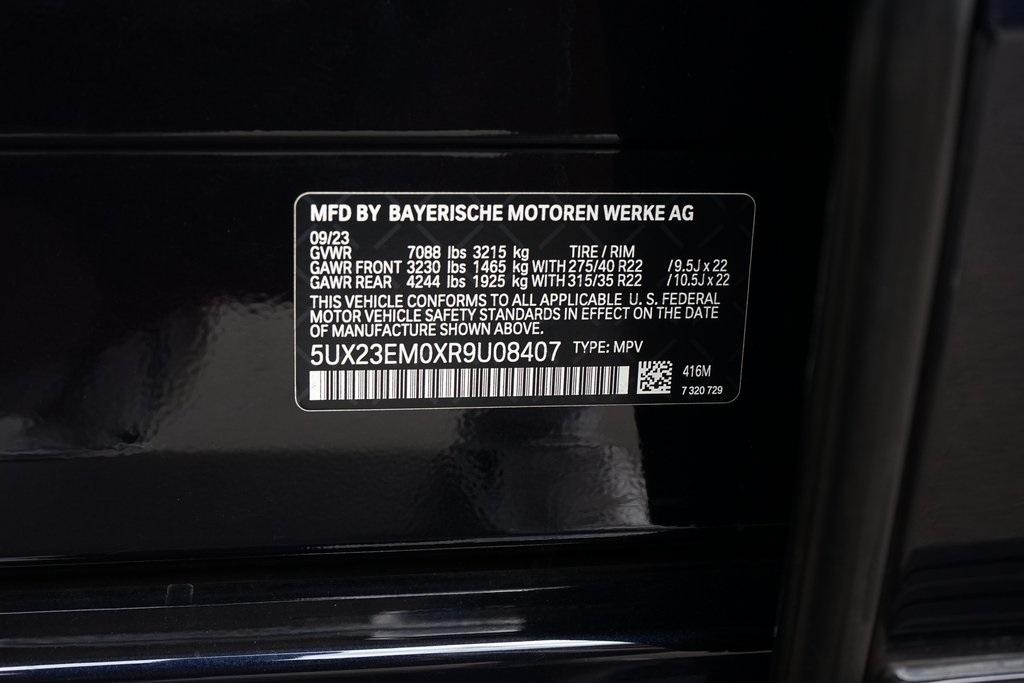 MFD BY BAYERISCHE MOTOREN WERKE AG
09/23
GVWR 7088 lbs 3215 kg TIRE / RIM
GAWR FRONT 3230 lbs 1465 kg WITH 275/40 R22 / 9.5J x 22
GAWR REAR 4244 lbs 1925 kg WITH 315/35 R22 / 10.5J x 22
THIS VEHICLE CONFORMS TO ALL APPLICABLE U. S. FEDERAL
MOTOR VEHICLE SAFETY STANDARDS IN EFFECT ON THE DATE
OF MANUFACTURE SHOWN ABOVE.
5UX23EM0XR9U08407 TYPE: MPV
416M
7 320 729